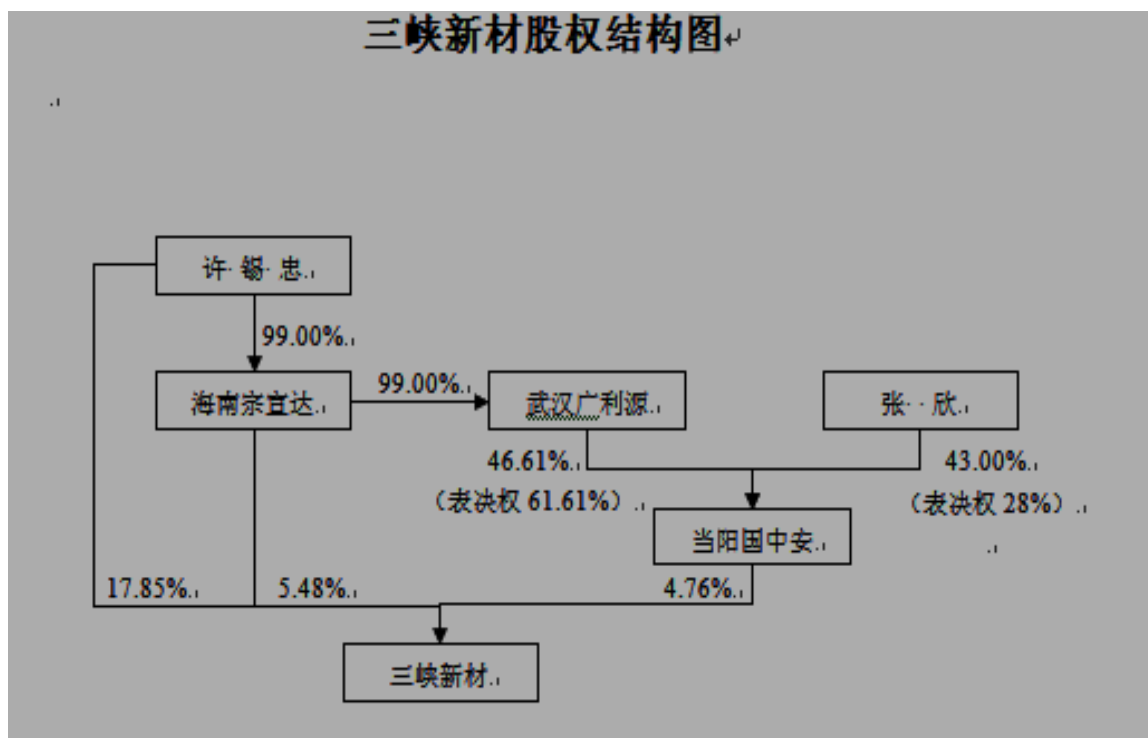 三峡新材股权结构图
许 锡 忠
99.00%
海南宗宣达
99.00%
武汉广利源
张 欣
46.61%
(表决权 61.61%)
43.00%
(表决权 28%)
当阳国中安
17.85%
5.48%
4.76%
三峡新材